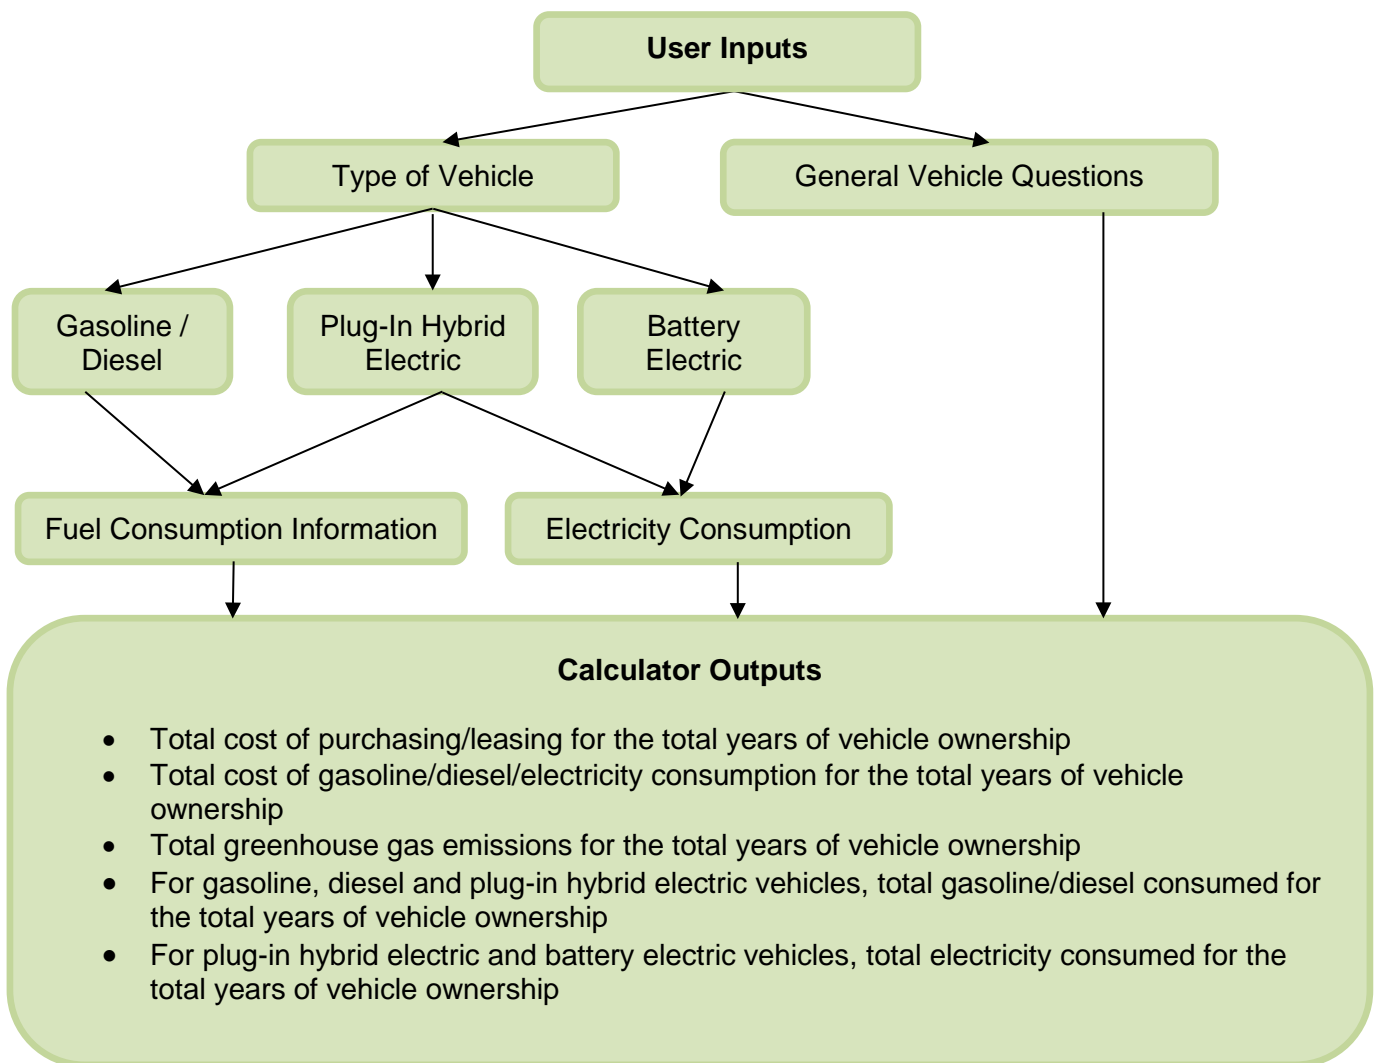 User Inputs
Type of Vehicle
General Vehicle Questions
Gasoline /
Diesel
Plug-In Hybrid
Electric
Battery
Electric
Fuel Consumption Information
Electricity Consumption
Calculator Outputs
• Total cost of purchasing/leasing for the total years of vehicle ownership
• Total cost of gasoline/diesel/electricity consumption for the total years of vehicle
ownership
• Total greenhouse gas emissions for the total years of vehicle ownership
• For gasoline, diesel and plug-in hybrid electric vehicles, total gasoline/diesel consumed for
the total years of vehicle ownership
• For plug-in hybrid electric and battery electric vehicles, total electricity consumed for the
total years of vehicle ownership